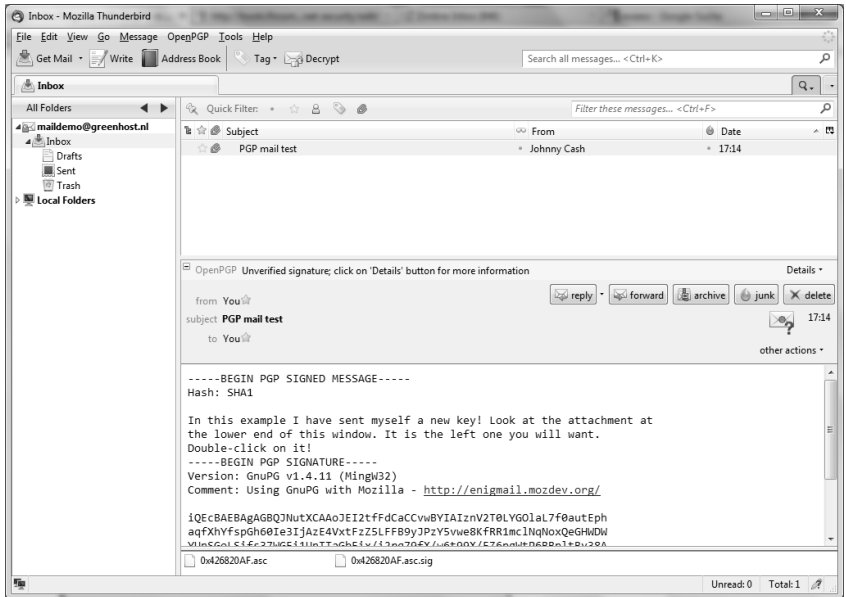 Inbox - Mozilla Thunderbird
File Edit View Go Message OpenPGP Tools Help
Get Mail Write Address Book Tag Decrypt Search all messages... <Ctrl+K>
Inbox
All Folders
Quick Filter: Filter these messages... <Ctrl+F>
maildemo@greenhost.nl
Inbox
Drafts
Sent
Trash
Local Folders
Subject From Date
PGP mail test Johnny Cash 17:14
OpenPGP Unverified signature; click on 'Details' button for more information Details
reply forward archive junk delete
from You
subject PGP mail test 17:14
to You
other actions
-----BEGIN PGP SIGNED MESSAGE-----
Hash: SHA1
In this example I have sent myself a new key! Look at the attachment at
the lower end of this window. It is the left one you will want.
Double-click on it!
-----BEGIN PGP SIGNATURE-----
Version: GnuPG v1.4.11 (MingW32)
Comment: Using GnuPG with Mozilla - http://enigmail.mozdev.org/
iQEcBAEBAgAGBQJNutXCAAoJEI2tfFdCaCCvwBYIAIznV2T0LYGOlaL7f0autEph
aqfXhYfspGh60Ie3IjAzE4VxtFzZ5LFFB9yJPzY5vwe8KfRR1mclNqNoxQeGHWDW
0x426820AF.asc 0x426820AF.asc.sig
Unread: 0 Total: 1